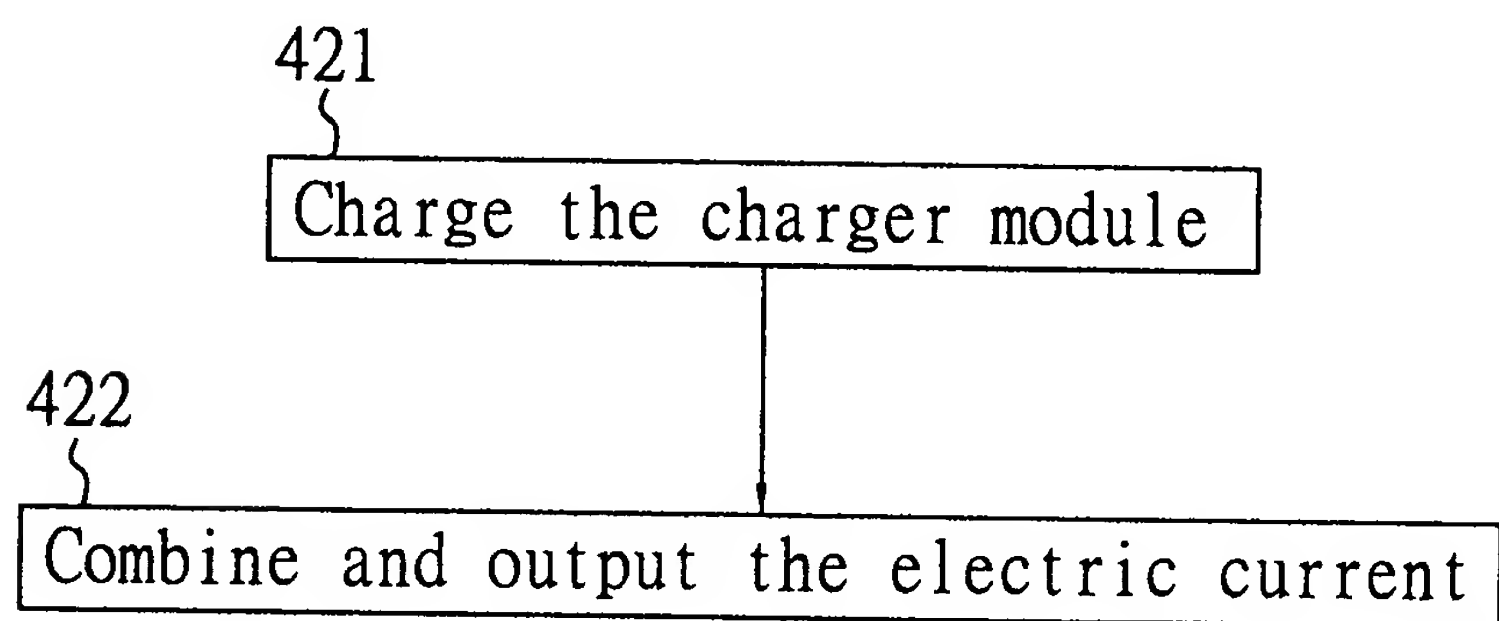 421
Charge the charger module
422
Combine and output the electric current